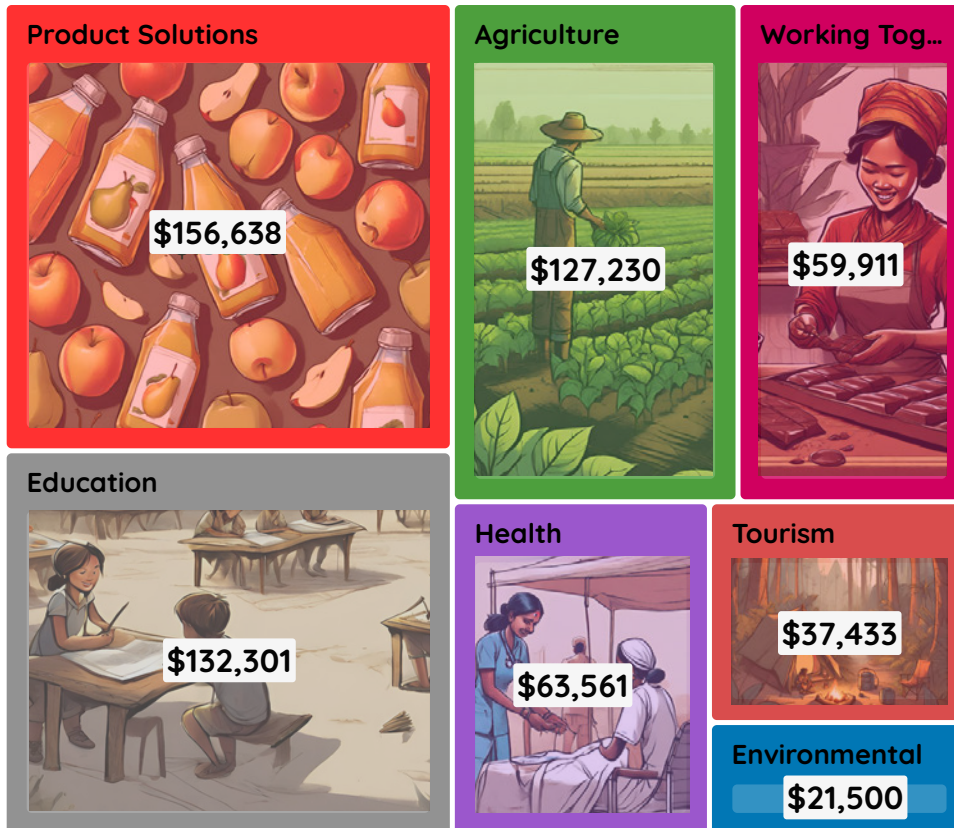 Product Solutions
$156,638
Agriculture
$127,230
Working Tog...
$59,911
Education
$132,301
Health
$63,561
Tourism
$37,433
Environmental
$21,500